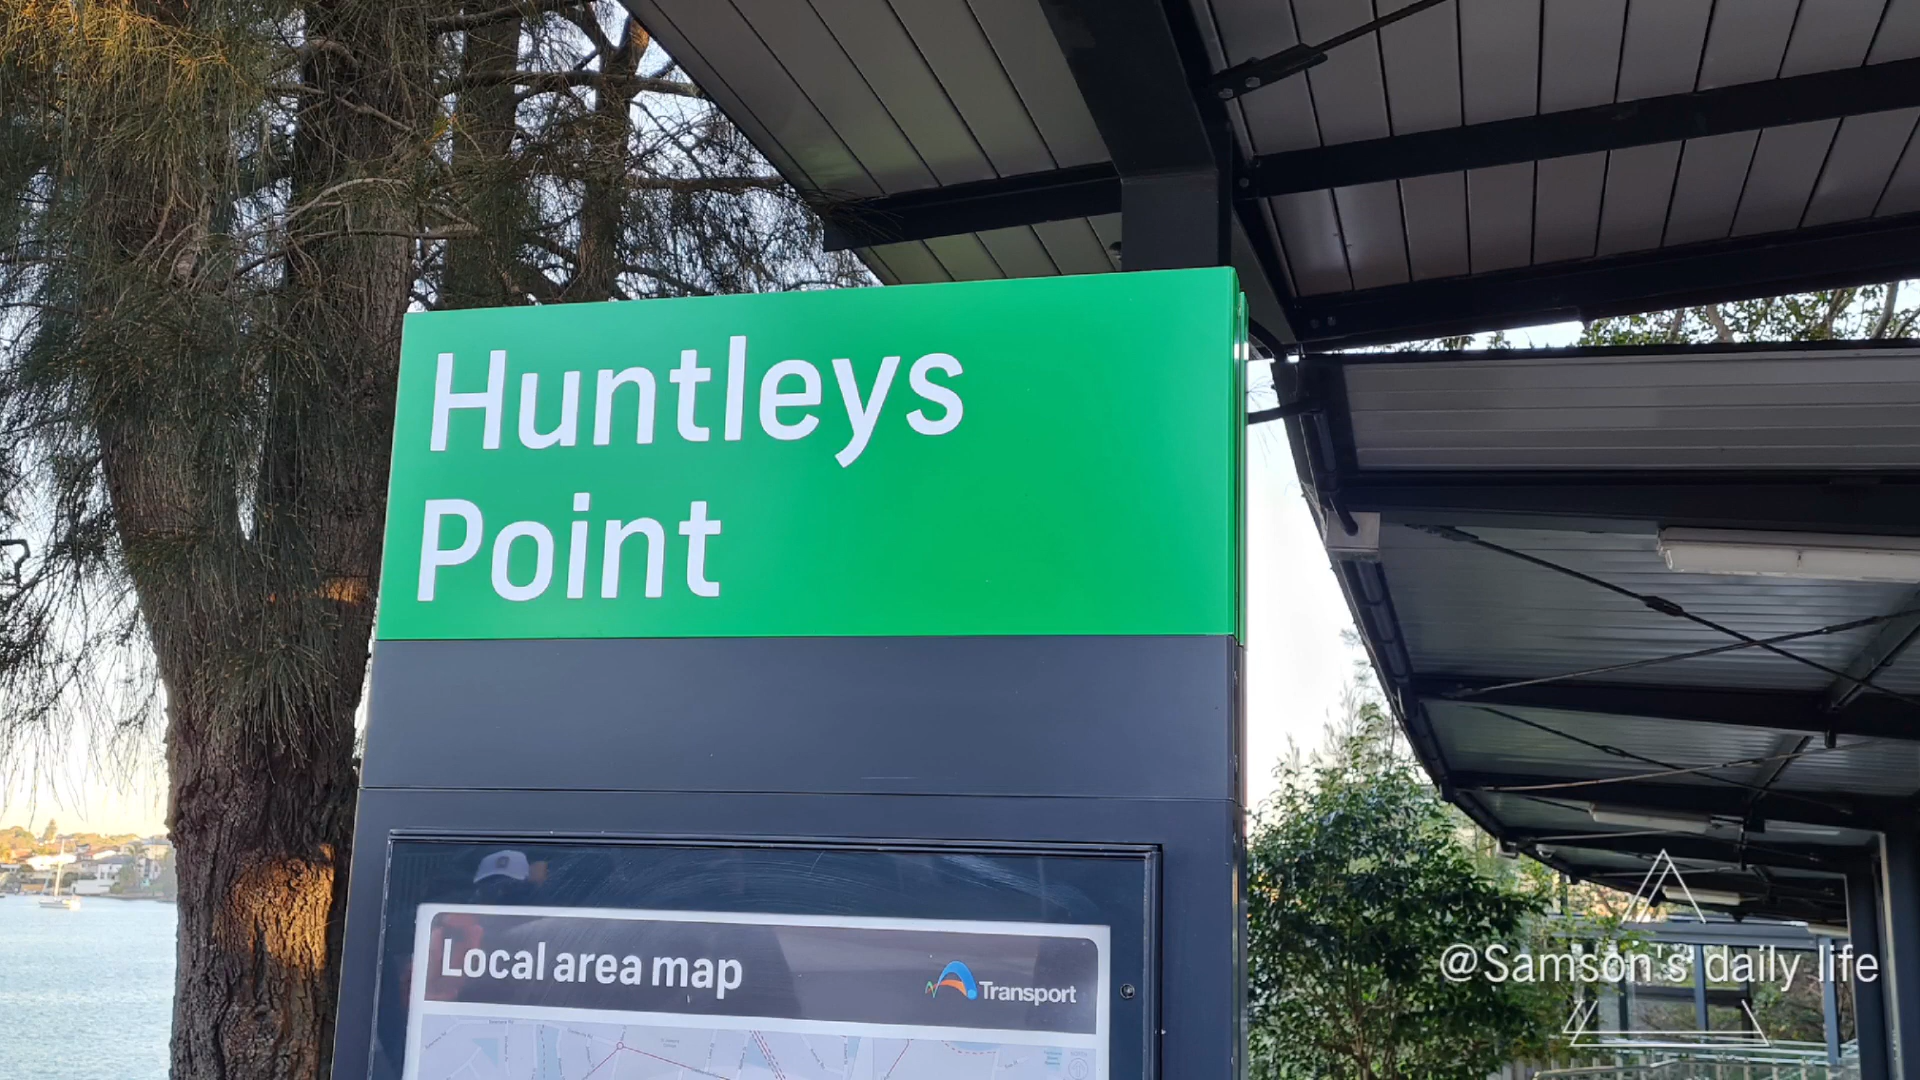 Huntleys
Point
Local area map
Transport
@Samson's daily life